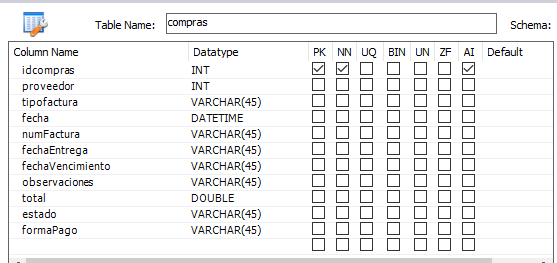 Table Name: compras Schema:
Column Name Datatype PK NN UQ BIN UN ZF AI Default
idcompras INT
proveedor INT
tipofactura VARCHAR(45)
fecha DATETIME
numFactura VARCHAR(45)
fechaEntrega VARCHAR(45)
fechaVencimiento VARCHAR(45)
observaciones VARCHAR(45)
total DOUBLE
estado VARCHAR(45)
formaPago VARCHAR(45)